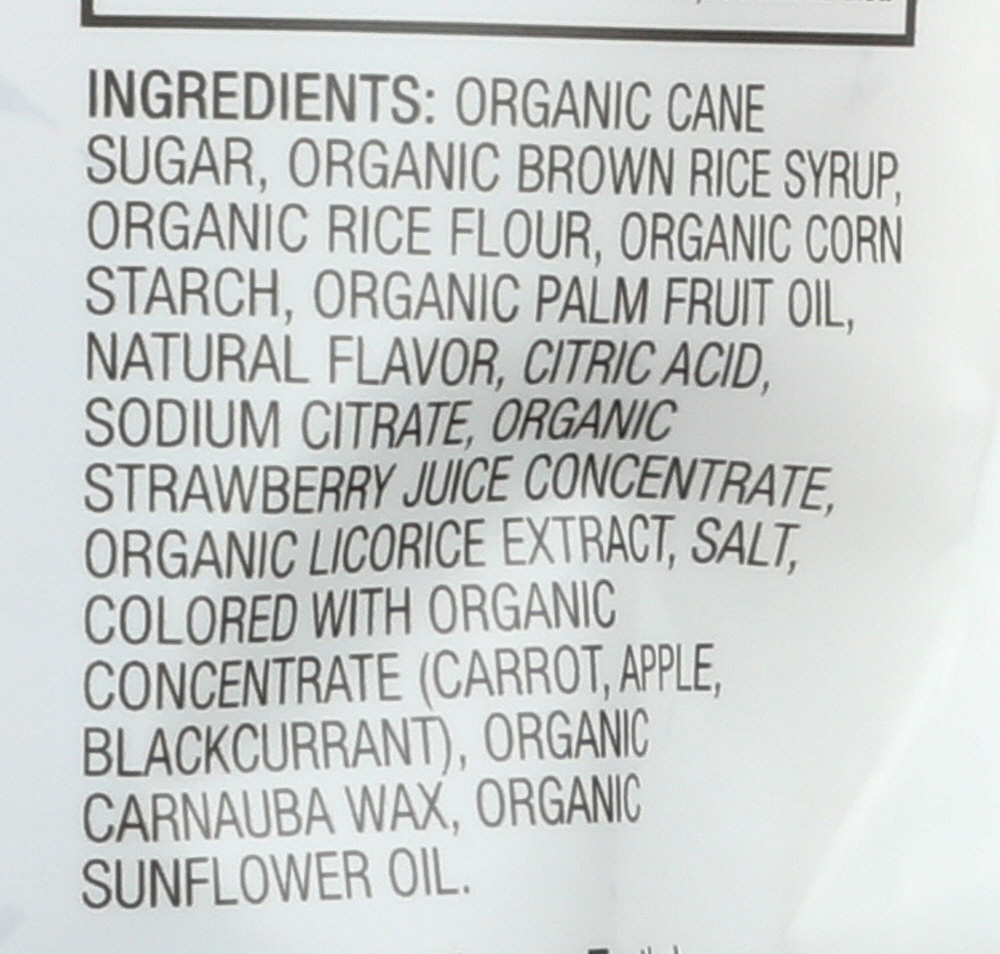 INGREDIENTS: ORGANIC CANE
SUGAR, ORGANIC BROWN RICE SYRUP,
ORGANIC RICE FLOUR, ORGANIC CORN
STARCH, ORGANIC PALM FRUIT OIL,
NATURAL FLAVOR, CITRIC ACID,
SODIUM CITRATE, ORGANIC
STRAWBERRY JUICE CONCENTRATE,
ORGANIC LICORICE EXTRACT, SALT,
COLORED WITH ORGANIC
CONCENTRATE (CARROT, APPLE,
BLACKCURRANT), ORGANIC
CARNAUBA WAX, ORGANIC
SUNFLOWER OIL.